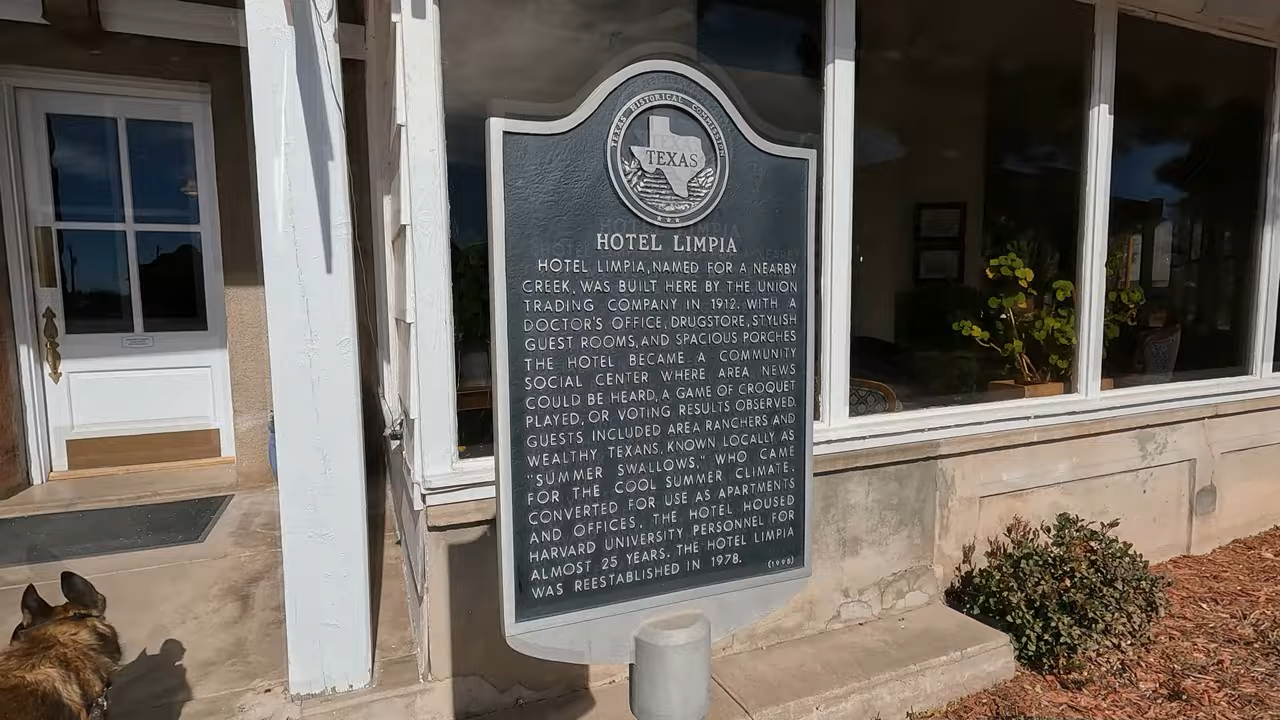 TEXAS HISTORICAL COMMISSION
TEXAS
HOTEL LIMPIA
HOTEL LIMPIA, NAMED FOR A NEARBY
CREEK, WAS BUILT HERE BY THE UNION
TRADING COMPANY IN 1912. WITH A
DOCTOR'S OFFICE, DRUGSTORE, STYLISH
GUEST ROOMS, AND SPACIOUS PORCHES
THE HOTEL BECAME A COMMUNITY
SOCIAL CENTER WHERE AREA NEWS
COULD BE HEARD, A GAME OF CROQUET
PLAYED, OR VOTING RESULTS OBSERVED.
GUESTS INCLUDED AREA RANCHERS AND
WEALTHY TEXANS, KNOWN LOCALLY AS
"SUMMER SWALLOWS," WHO CAME
FOR THE COOL SUMMER CLIMATE.
CONVERTED FOR USE AS APARTMENTS
AND OFFICES, THE HOTEL HOUSED
HARVARD UNIVERSITY PERSONNEL FOR
ALMOST 25 YEARS. THE HOTEL LIMPIA
WAS REESTABLISHED IN 1978.